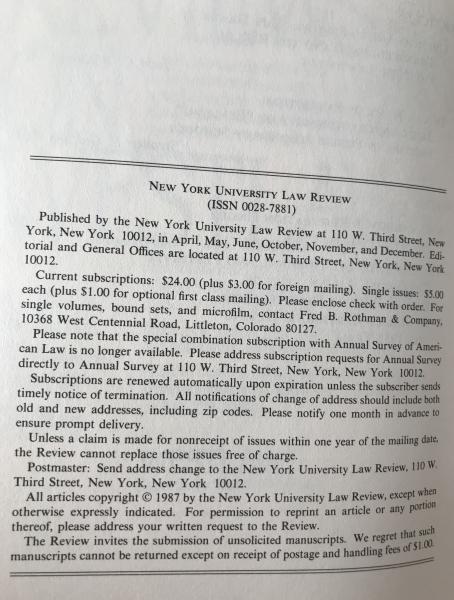 NEW YORK UNIVERSITY LAW REVIEW
(ISSN 0028-7881)
Published by the New York University Law Review at 110 W. Third Street, New
York, New York 10012, in April, May, June, October, November, and December. Edi-
torial and General Offices are located at 110 W. Third Street, New York, New York
10012.
Current subscriptions: $24.00 (plus $3.00 for foreign mailing). Single issues: $5.00
each (plus $1.00 for optional first class mailing). Please enclose check with order. For
single volumes, bound sets, and microfilm, contact Fred B. Rothman & Company,
10368 West Centennial Road, Littleton, Colorado 80127.
Please note that the special combination subscription with Annual Survey of Ameri-
can Law is no longer available. Please address subscription requests for Annual Survey
directly to Annual Survey at 110 W. Third Street, New York, New York 10012.
Subscriptions are renewed automatically upon expiration unless the subscriber sends
timely notice of termination. All notifications of change of address should include both
old and new addresses, including zip codes. Please notify one month in advance to
ensure prompt delivery.
Unless a claim is made for nonreceipt of issues within one year of the mailing date,
the Review cannot replace those issues free of charge.
Postmaster: Send address change to the New York University Law Review, 110 W.
Third Street, New York, New York 10012.
All articles copyright © 1987 by the New York University Law Review, except when
otherwise expressly indicated. For permission to reprint an article or any portion
thereof, please address your written request to the Review.
The Review invites the submission of unsolicited manuscripts. We regret that such
manuscripts cannot be returned except on receipt of postage and handling fees of $1.00.